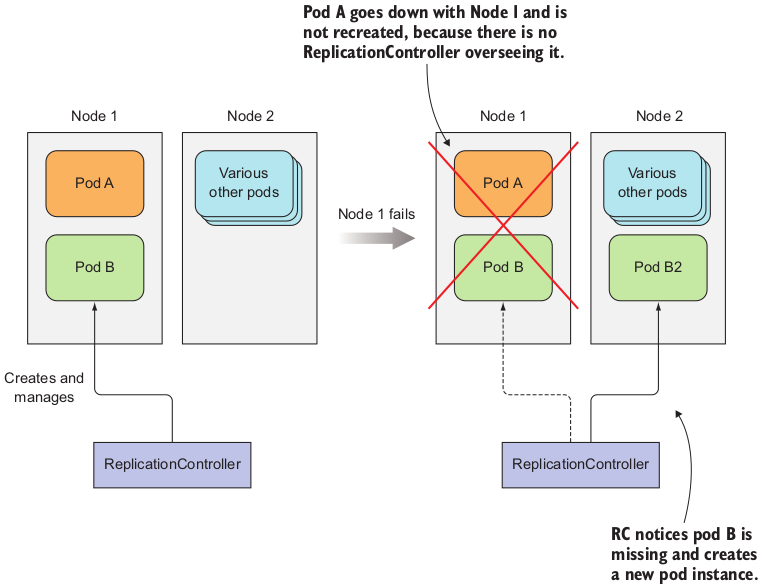 Pod A goes down with Node 1 and is
not recreated, because there is no
ReplicationController overseeing it.
Node 1
Node 2
Pod A
Various
other pods
Pod B
Creates and
manages
ReplicationController
Node 1 fails
Node 1
Node 2
Pod A
Various
other pods
Pod B
Pod B2
ReplicationController
RC notices pod B is
missing and creates
a new pod instance.